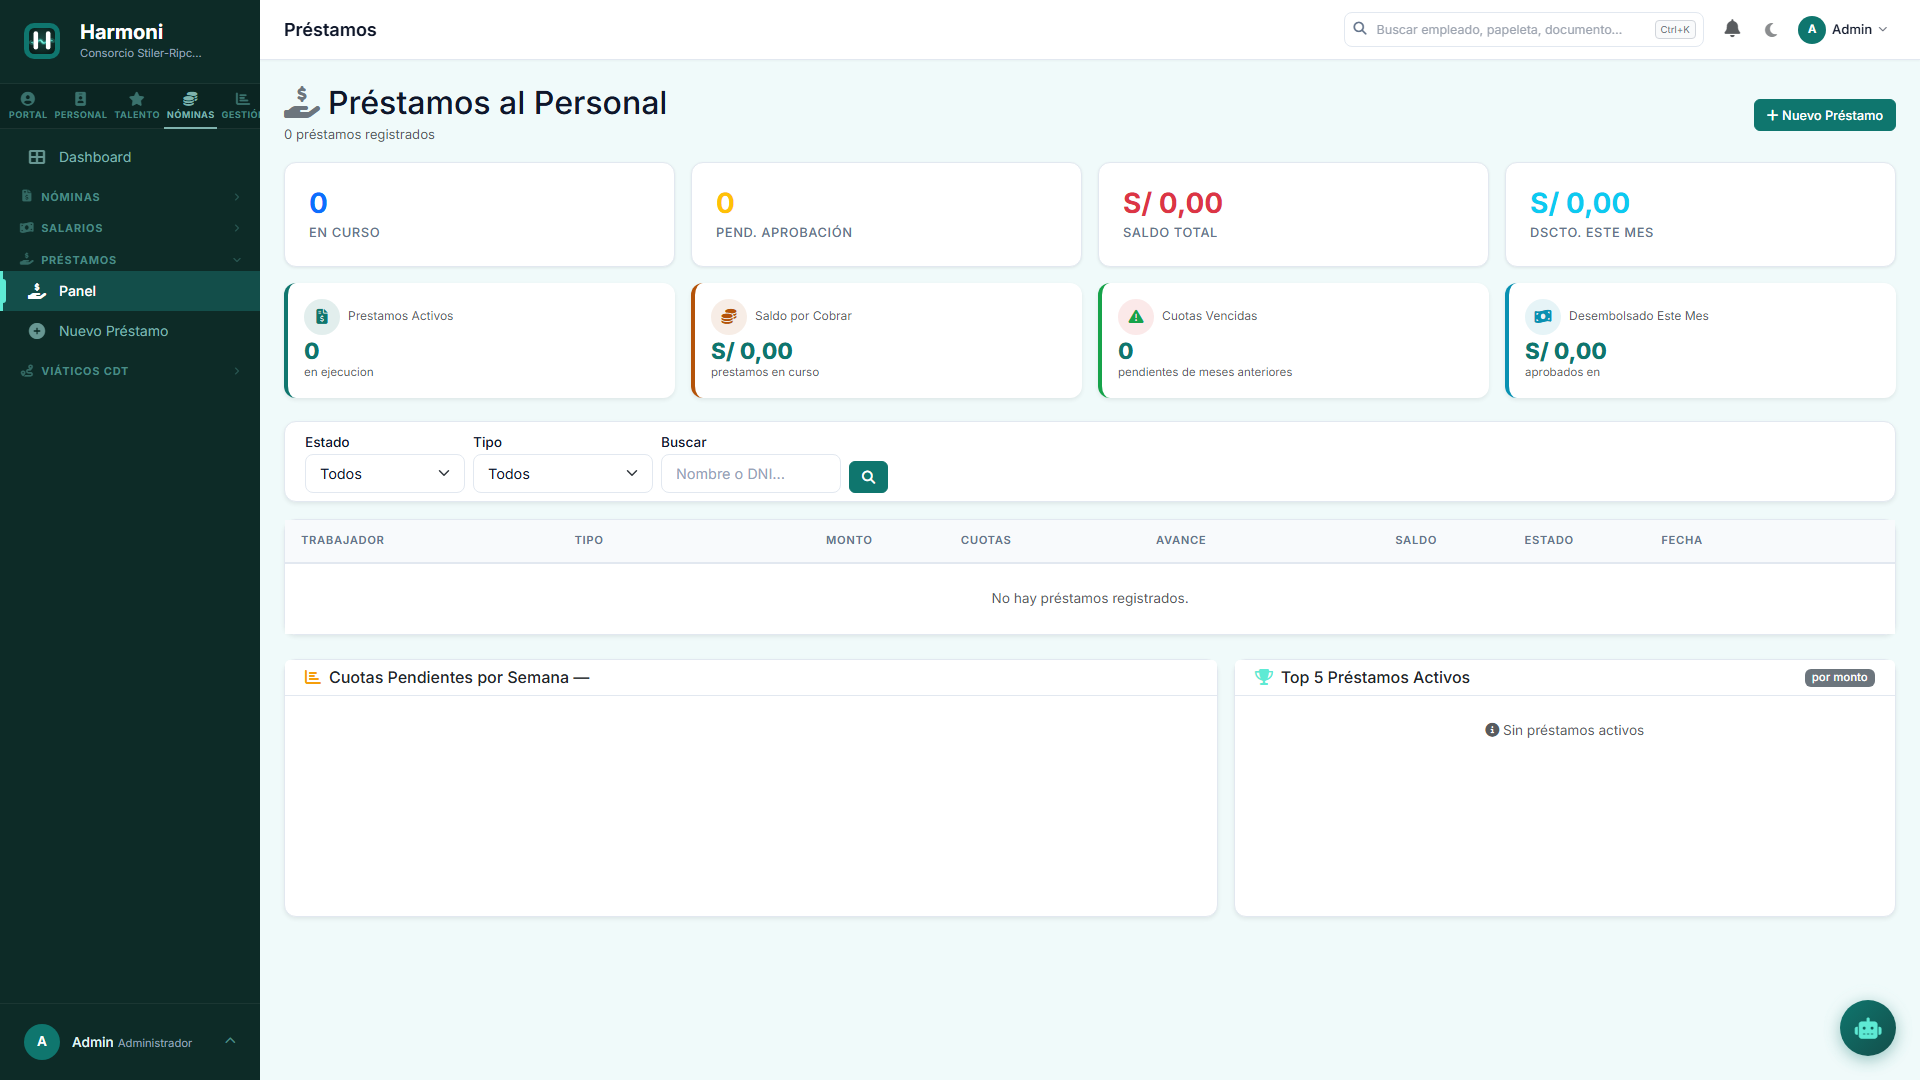 Harmoni
Consorcio Stiler-Ripc...
PORTAL PERSONAL TALENTO NÓMINAS GESTIÓ
Dashboard
NÓMINAS
SALARIOS
PRÉSTAMOS
Panel
Nuevo Préstamo
VIÁTICOS CDT
A Admin Administrador
Préstamos
Buscar empleado, papeleta, documento... Ctrl+K
A Admin
Préstamos al Personal
0 préstamos registrados
+ Nuevo Préstamo
0
EN CURSO
0
PEND. APROBACIÓN
S/ 0,00
SALDO TOTAL
S/ 0,00
DSCTO. ESTE MES
Prestamos Activos
0
en ejecucion
Saldo por Cobrar
S/ 0,00
prestamos en curso
Cuotas Vencidas
0
pendientes de meses anteriores
Desembolsado Este Mes
S/ 0,00
aprobados en
Estado Tipo Buscar
Todos Todos Nombre o DNI...
TRABAJADOR TIPO MONTO CUOTAS AVANCE SALDO ESTADO FECHA
No hay préstamos registrados.
Cuotas Pendientes por Semana —
Top 5 Préstamos Activos por monto
Sin préstamos activos